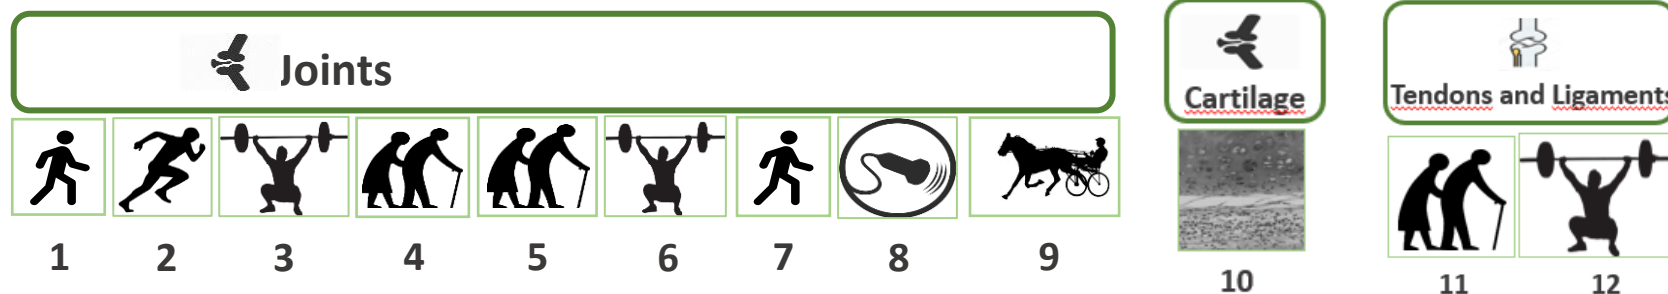 Joints
Cartilage
Tendons and Ligaments
1 2 3 4 5 6 7 8 9
10
11 12